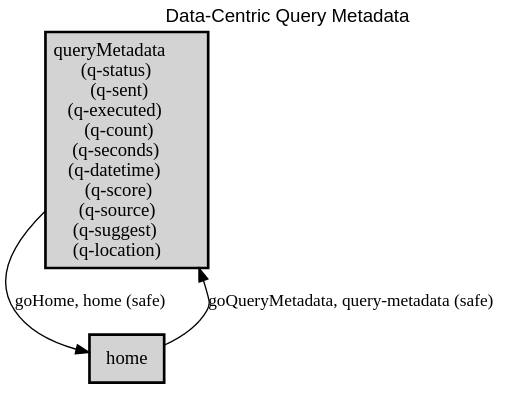 Data-Centric Query Metadata
queryMetadata
(q-status)
(q-sent)
(q-executed)
(q-count)
(q-seconds)
(q-datetime)
(q-score)
(q-source)
(q-suggest)
(q-location)
goHome, home (safe)
goQueryMetadata, query-metadata (safe)
home